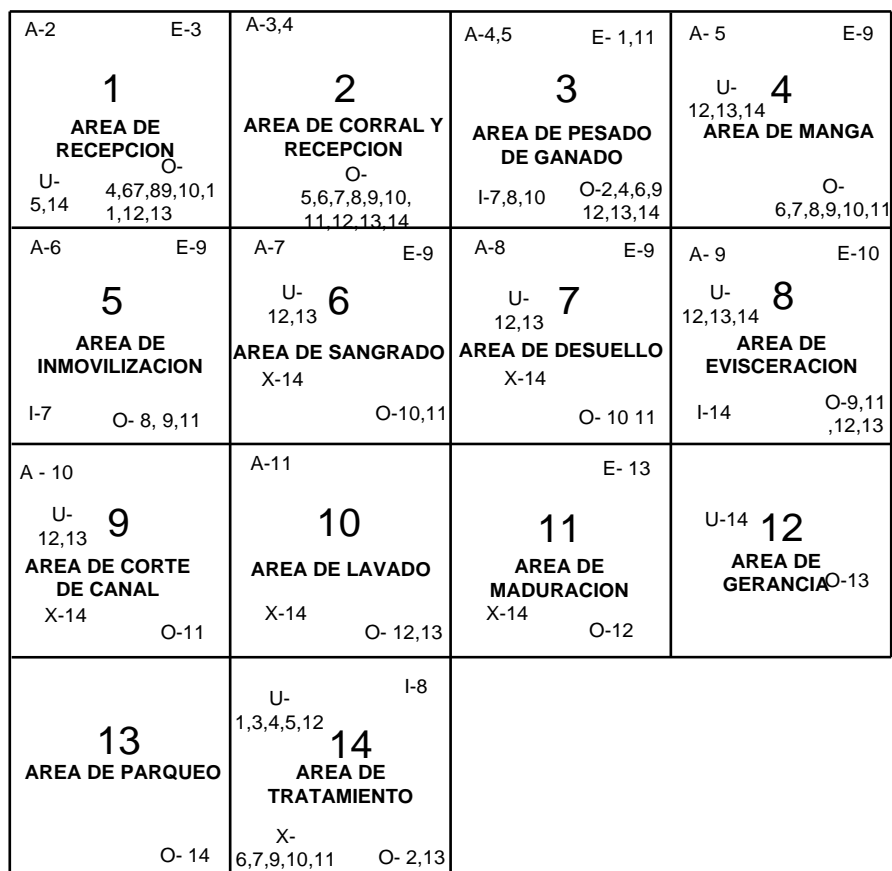 A-2 E-3
1
AREA DE
RECEPCION
U-
5,14
O-
4,67,89,10,1
1,12,13
A-3,4
2
AREA DE CORRAL Y
RECEPCION
O-
5,6,7,8,9,10,
11,12,13,14
A-4,5 E- 1,11
3
AREA DE PESADO
DE GANADO
I-7,8,10
O-2,4,6,9
12,13,14
A- 5 E-9
U-
12,13,14
4
AREA DE MANGA
O-
6,7,8,9,10,11
A-6 E-9
5
AREA DE
INMOVILIZACION
I-7 O- 8, 9,11
A-7 E-9
U-
12,13
6
AREA DE SANGRADO
X-14
O-10,11
A-8 E-9
U-
12,13
7
AREA DE DESUELLO
X-14
O- 10 11
A- 9 E-10
U-
12,13,14
8
AREA DE
EVISCERACION
I-14
O-9,11
,12,13
A - 10
U-
12,13
9
AREA DE CORTE
DE CANAL
X-14
O-11
A-11
10
AREA DE LAVADO
X-14
O- 12,13
E- 13
11
AREA DE
MADURACION
X-14
O-12
U-14
12
AREA DE
GERANCIA
O-13
13
AREA DE PARQUEO
O- 14
I-8
U-
1,3,4,5,12
14
AREA DE
TRATAMIENTO
X-
6,7,9,10,11
O- 2,13